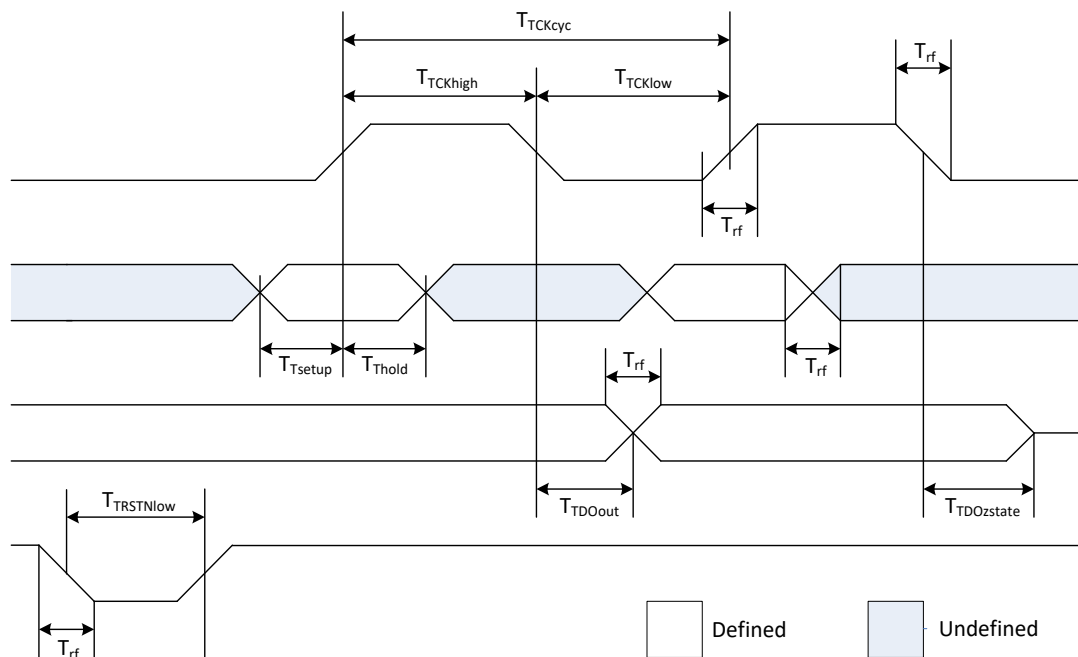 TTCKcyc
Trf
TTCKhigh
TTCKlow
Trf
TTsetup
TThold
Trf
Trf
TTRSTNlow
TTDOout
TTDOzstate
Trf
Defined
Undefined